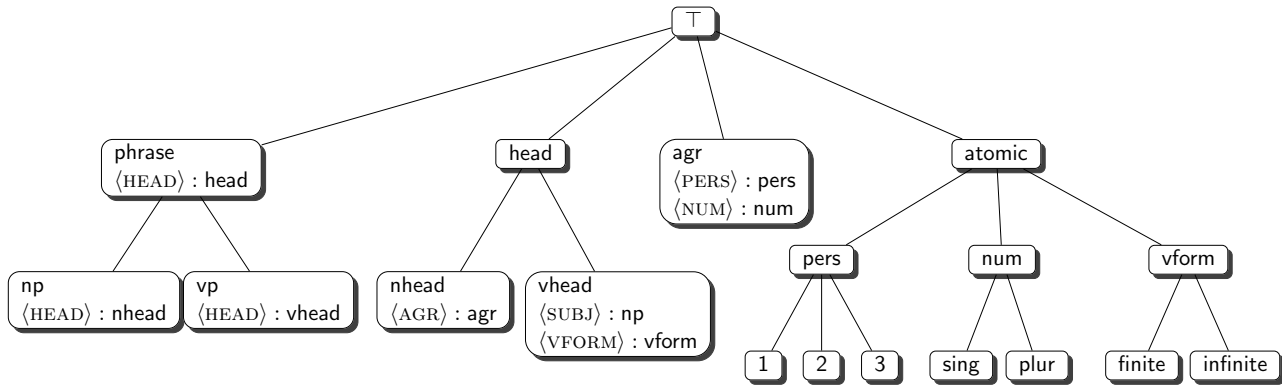 ⊤
phrase
⟨HEAD⟩ : head
head
agr
⟨PERS⟩ : pers
⟨NUM⟩ : num
atomic
np
⟨HEAD⟩ : nhead
vp
⟨HEAD⟩ : vhead
nhead
⟨AGR⟩ : agr
vhead
⟨SUBJ⟩ : np
⟨VFORM⟩ : vform
pers
num
vform
1
2
3
sing
plur
finite
infinite